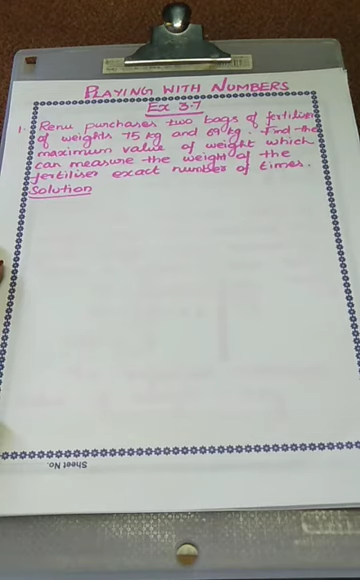 PLAYING WITH NUMBERS
Ex 3.7
1. Renu purchases two bags of fertiliser
of weights 75 kg and 69 kg. Find the
maximum value of weight which
can measure the weight of the
fertiliser exact number of times.
Solution
Sheet No.